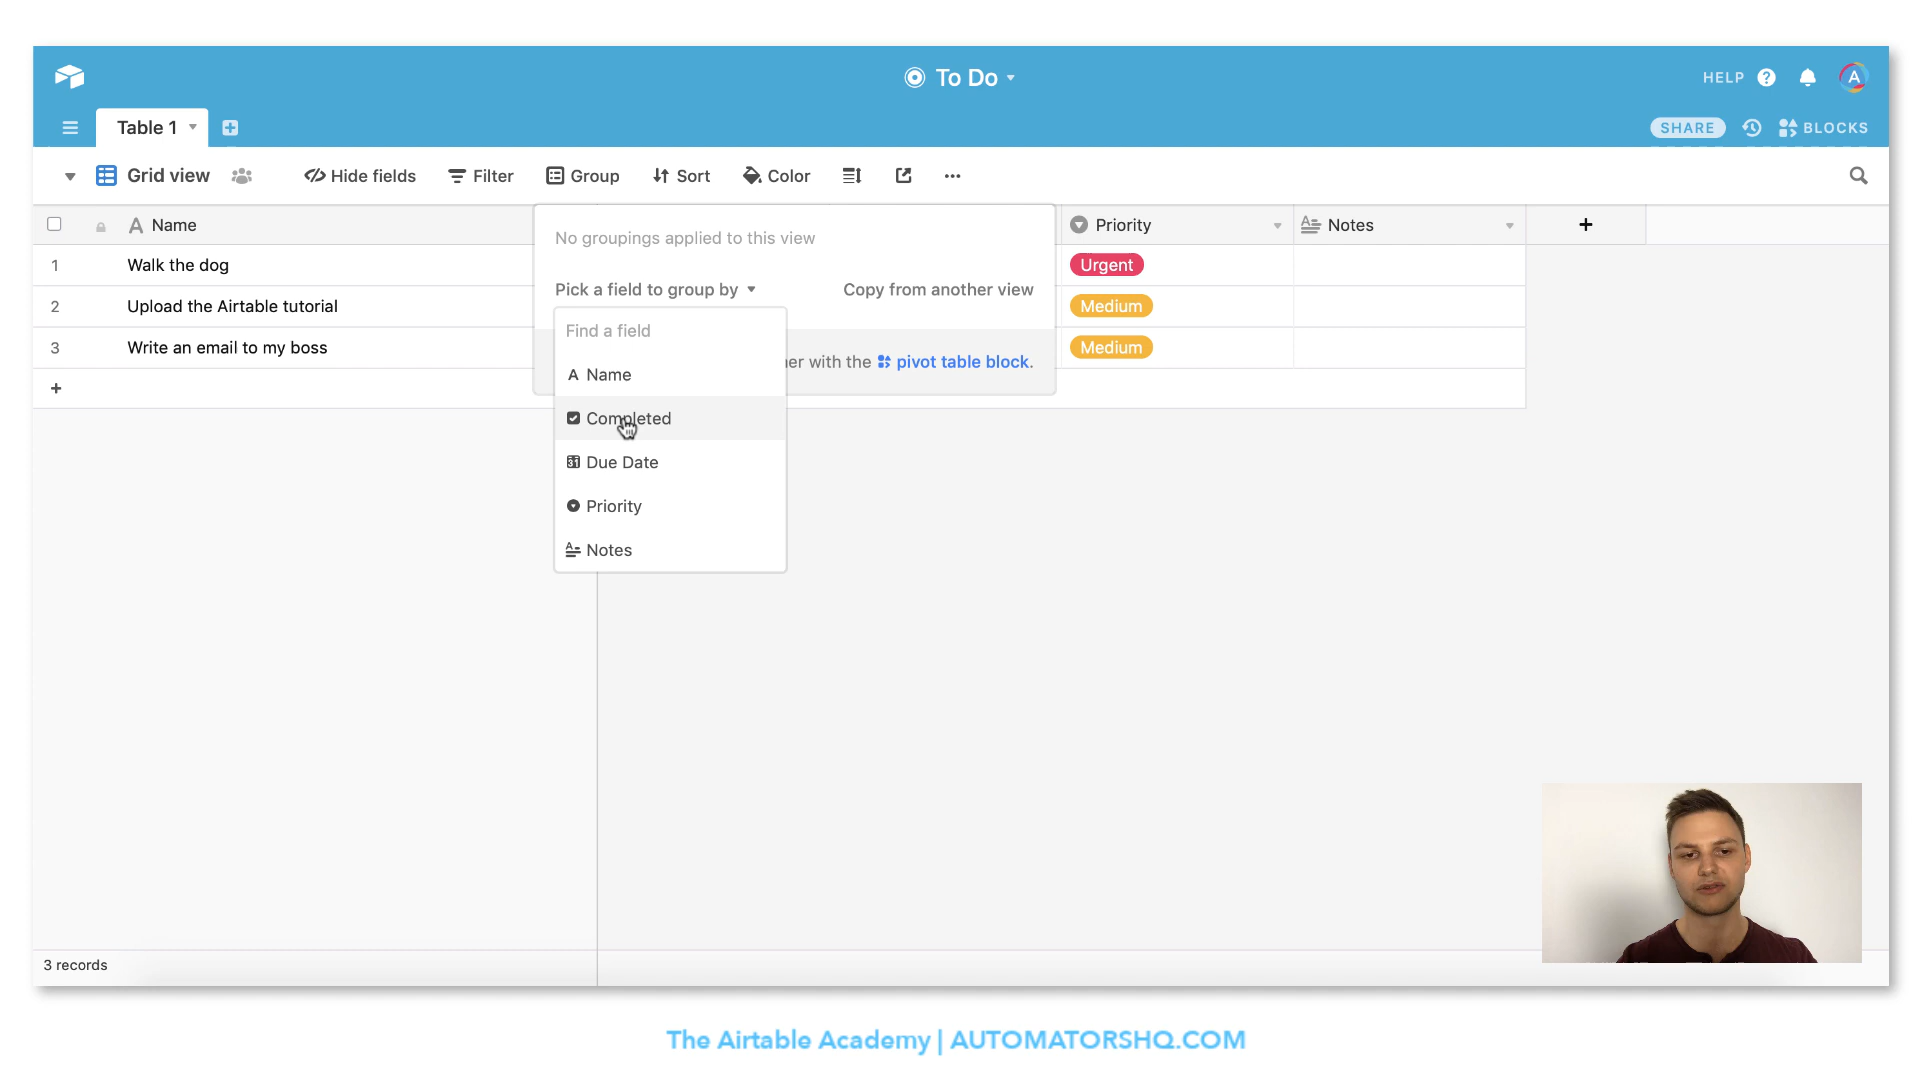 To Do
HELP
A
Table 1
SHARE
BLOCKS
Grid view
Hide fields
Filter
Group
Sort
Color
Name
Priority
Notes
No groupings applied to this view
1 Walk the dog
Urgent
Pick a field to group by
Copy from another view
2 Upload the Airtable tutorial
Medium
Find a field
3 Write an email to my boss
Medium
with the pivot table block.
Name
Completed
Due Date
Priority
Notes
3 records
The Airtable Academy | AUTOMATORSHQ.COM